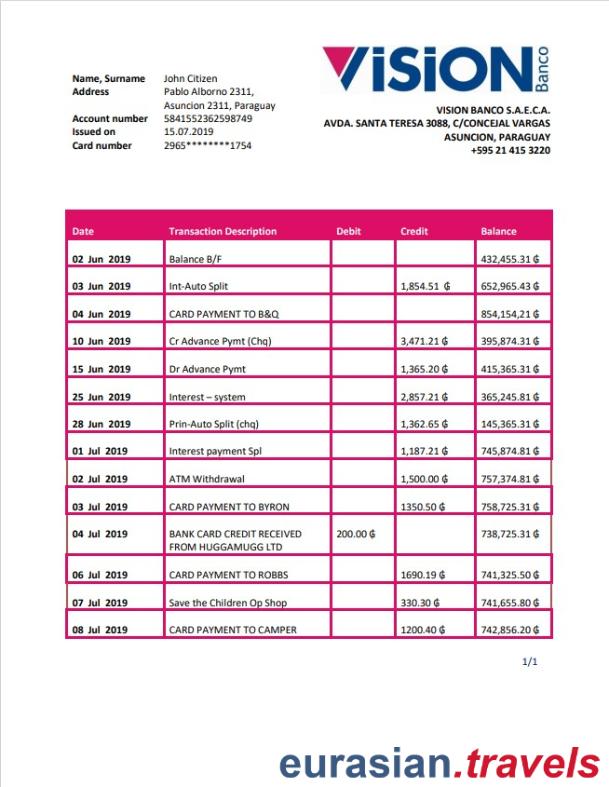 ViSiON Banco
Name, Surname John Citizen
Address Pablo Alborno 2311,
Asuncion 2311, Paraguay
Account number 5841552362598749
Issued on 15.07.2019
Card number 2965********1754
VISION BANCO S.A.E.C.A.
AVDA. SANTA TERESA 3088, C/CONCEJAL VARGAS
ASUNCION, PARAGUAY
+595 21 415 3220
Date Transaction Description Debit Credit Balance
02 Jun 2019 Balance B/F 432,455.31 ₲
03 Jun 2019 Int-Auto Split 1,854.51 ₲ 652,965.43 ₲
04 Jun 2019 CARD PAYMENT TO B&Q 854,154,21 ₲
10 Jun 2019 Cr Advance Pymt (Chq) 3,471.21 ₲ 395,874.31 ₲
15 Jun 2019 Dr Advance Pymt 1,365.20 ₲ 415,365.31 ₲
25 Jun 2019 Interest – system 2,857.21 ₲ 365,245.81 ₲
28 Jun 2019 Prin-Auto Split (chq) 1,362.65 ₲ 145,365.31 ₲
01 Jul 2019 Interest payment Spl 1,187.21 ₲ 745,874.81 ₲
02 Jul 2019 ATM Withdrawal 1,500.00 ₲ 757,374.81 ₲
03 Jul 2019 CARD PAYMENT TO BYRON 1350.50 ₲ 758,725.31 ₲
04 Jul 2019 BANK CARD CREDIT RECEIVED 200.00 ₲ 738,725.31 ₲
FROM HUGGAMUGG LTD
06 Jul 2019 CARD PAYMENT TO ROBBS 1690.19 ₲ 741,325.50 ₲
07 Jul 2019 Save the Children Op Shop 330.30 ₲ 741,655.80 ₲
08 Jul 2019 CARD PAYMENT TO CAMPER 1200.40 ₲ 742,856.20 ₲
1/1
eurasian.travels